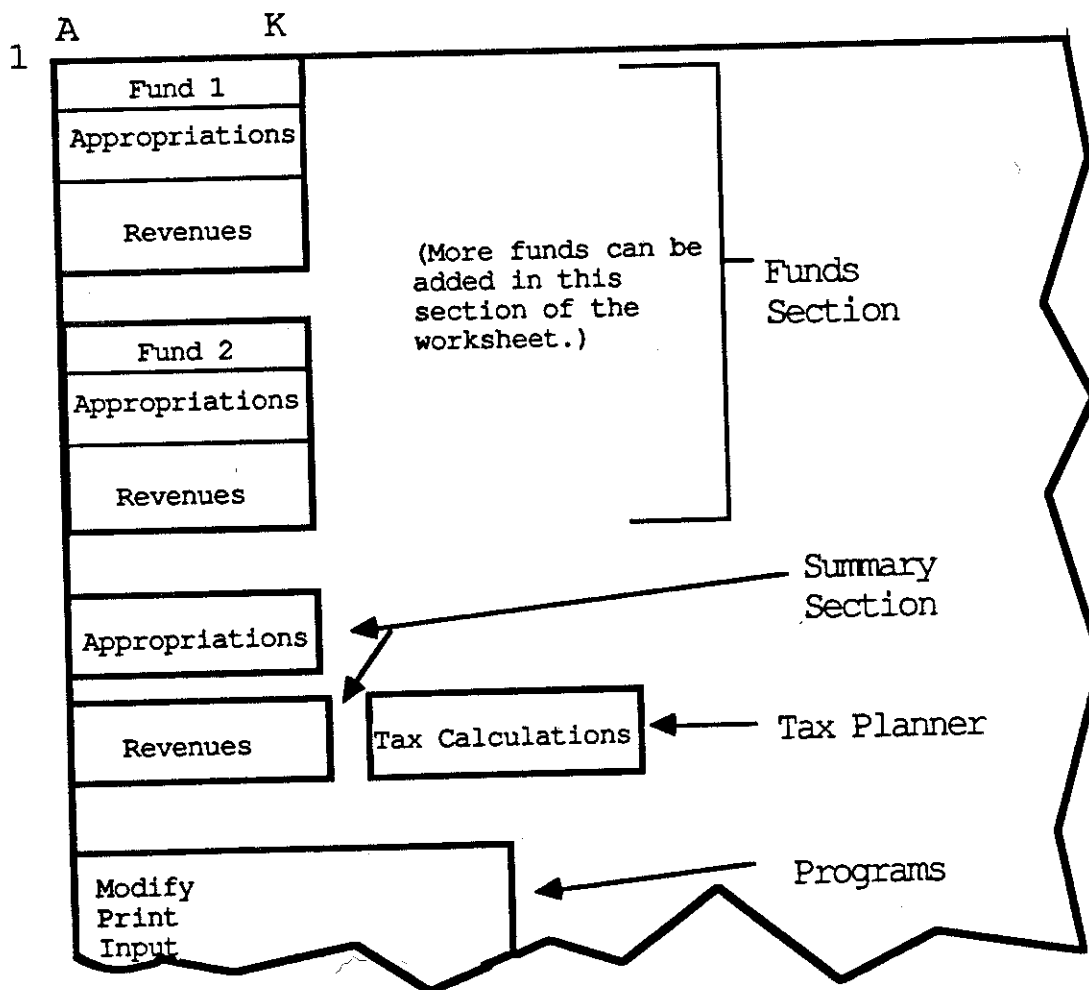 A K
1
Fund 1
Appropriations
Revenues
(More funds can be
added in this
section of the
worksheet.)
Funds
Section
Fund 2
Appropriations
Revenues
Summary
Section
Appropriations
Revenues
Tax Calculations
Tax Planner
Programs
Modify
Print
Input